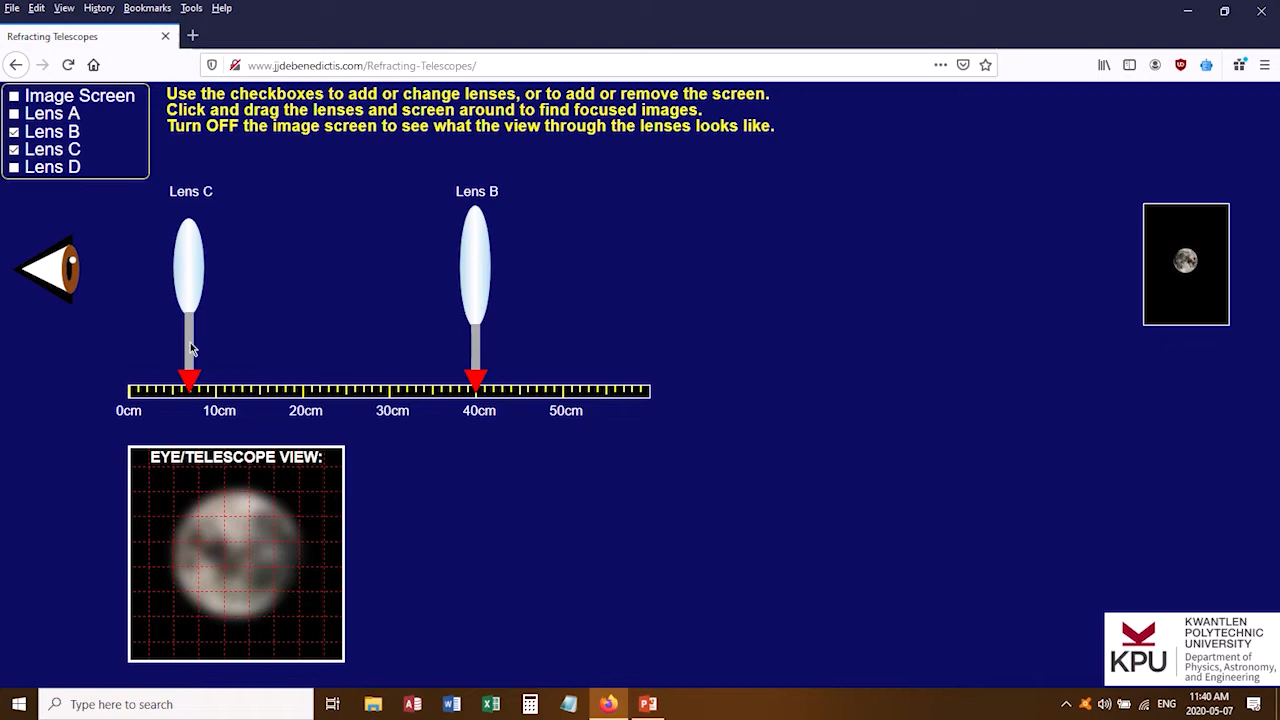 File Edit View History Bookmarks Tools Help
Refracting Telescopes
www.jjdebenedictis.com/Refracting-Telescopes/
Image Screen
Lens A
Lens B
Lens C
Lens D
Use the checkboxes to add or change lenses, or to add or remove the screen.
Click and drag the lenses and screen around to find focused images.
Turn OFF the image screen to see what the view through the lenses looks like.
Lens C
Lens B
0cm 10cm 20cm 30cm 40cm 50cm
EYE/TELESCOPE VIEW:
KPU
KWANTLEN
POLYTECHNIC
UNIVERSITY
Department of
Physics, Astronomy,
and Engineering
Type here to search
ENG
11:40 AM
2020-05-07